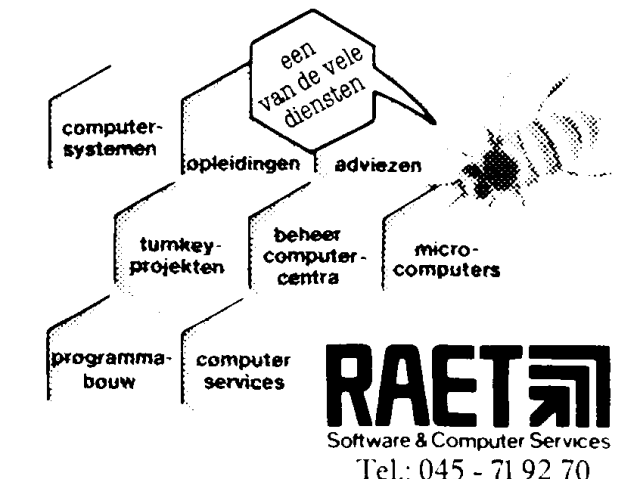 een
van de vele
diensten
computer-
systemen
opleidingen
adviezen
turnkey-
projekten
beheer
computer-
centra
micro-
computers
programma-
bouw
computer
services
RAET
Software & Computer Services
Tel.: 045 - 71 92 70